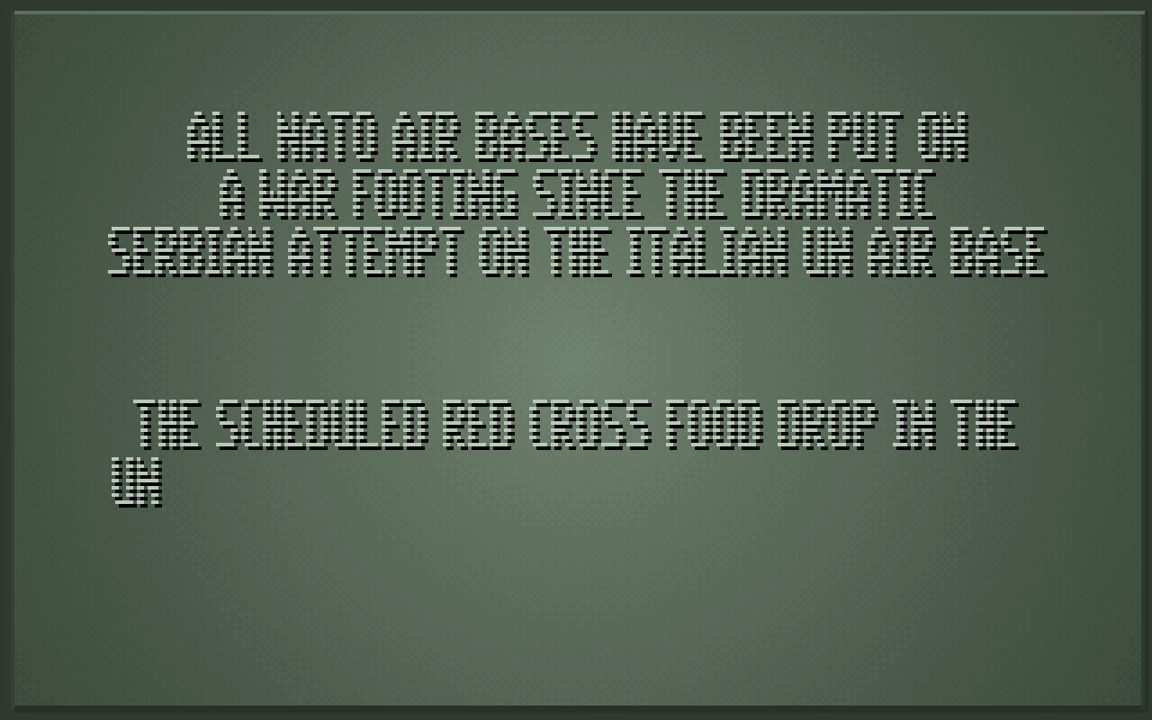 ALL NATO AIR BASES HAVE BEEN PUT ON
A WAR FOOTING SINCE THE DRAMATIC
SERBIAN ATTEMPT ON THE ITALIAN UN AIR BASE
THE SCHEDULED RED CROSS FOOD DROP IN THE
UN